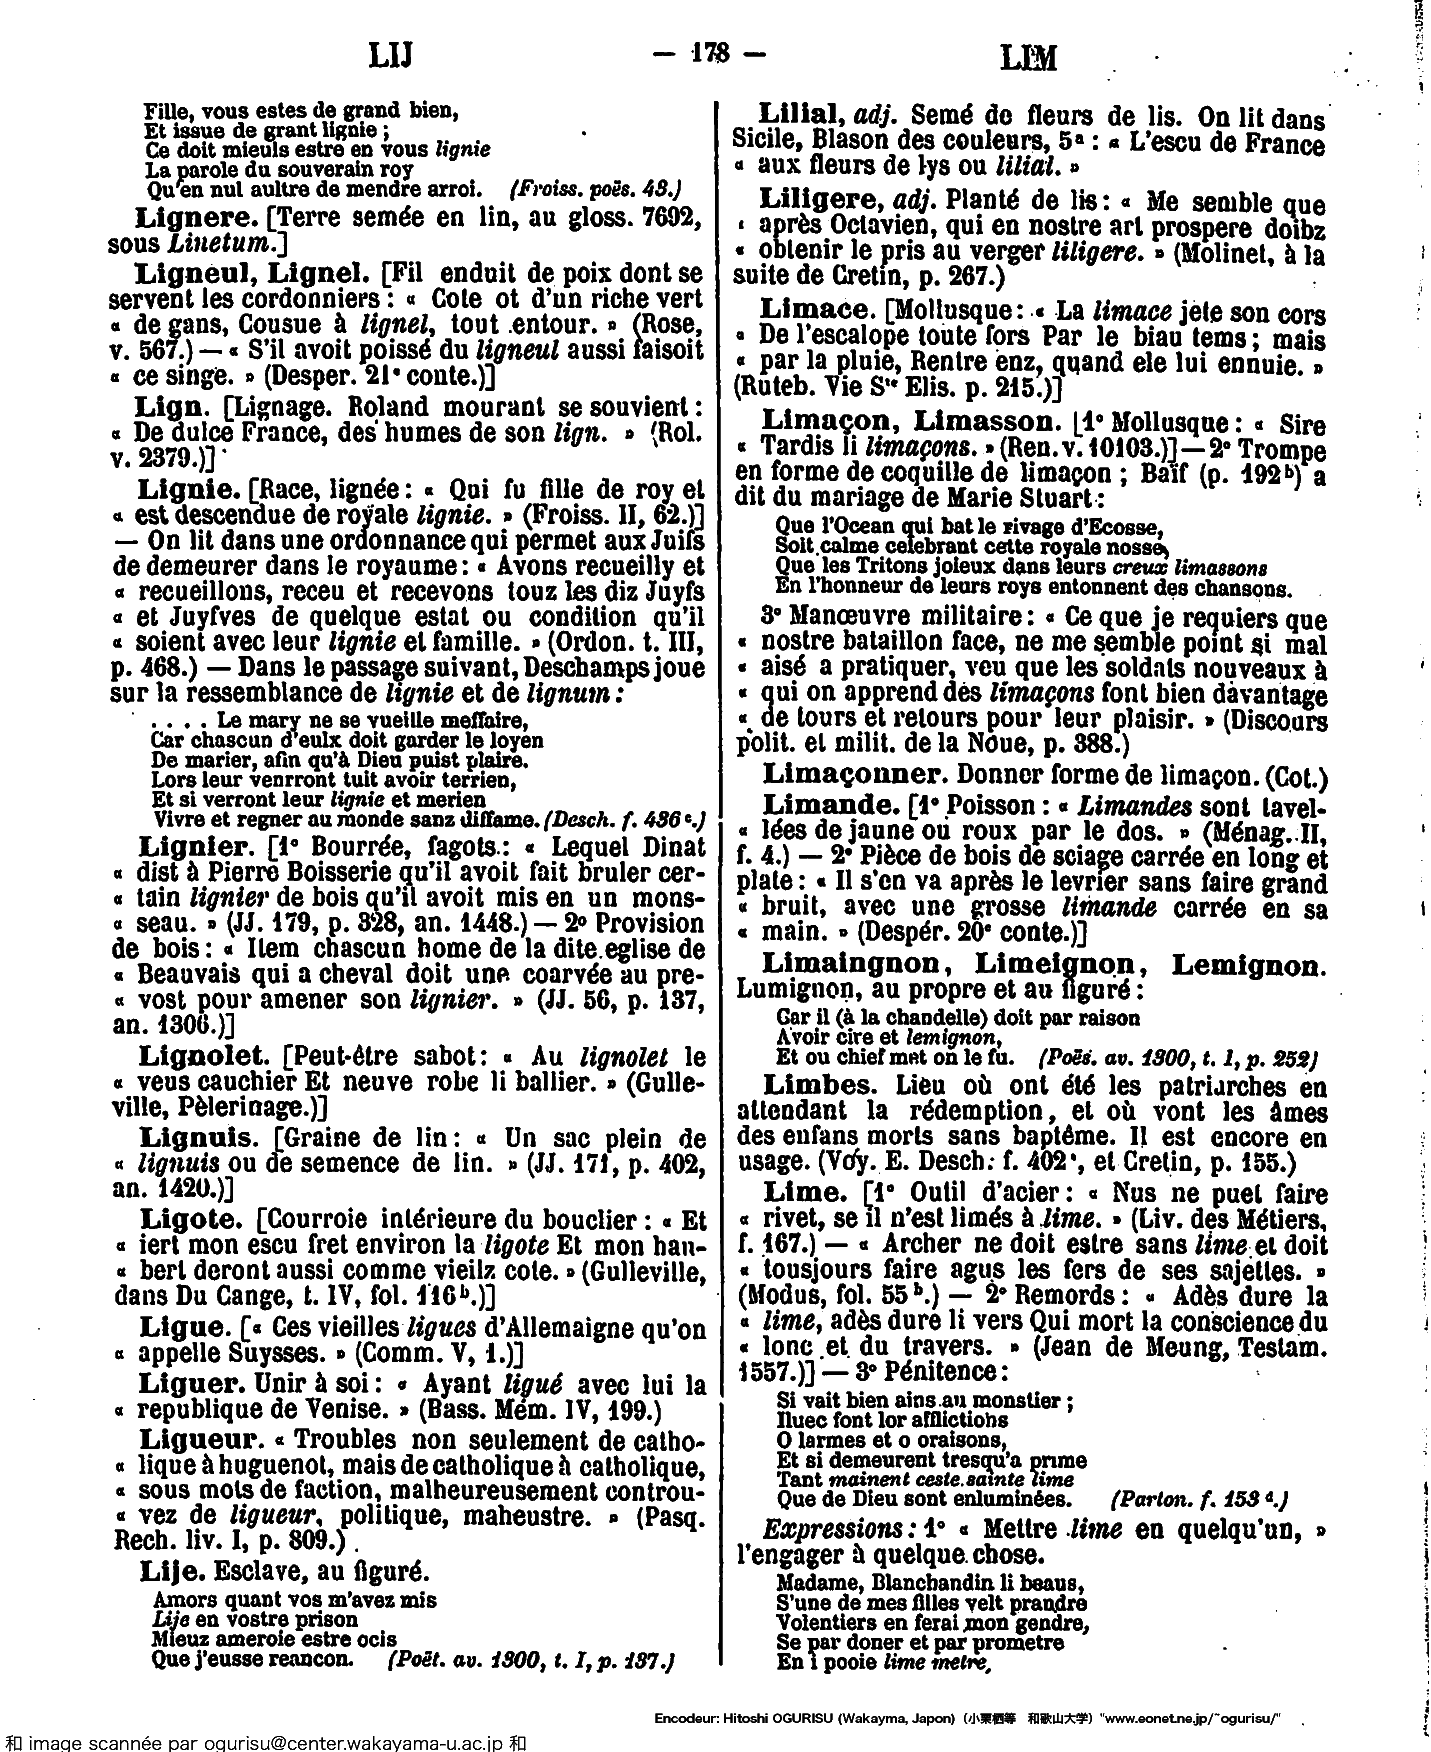 LIJ — 178 — LIM
Fille, vous estes de grand bien,
Et issue de grant lignie ;
Ce doit mieuls estre en vous lignie
La parole du souverain roy
Qu'en nul aultre de mendre arroi. (Froiss. poës. 43.)
Lignere. [Terre semée en lin, au gloss. 7692,
sous Linetum.]
Ligneul, Lignel. [Fil enduit de poix dont se
servent les cordonniers : « Cote ot d'un riche vert
« de gans, Cousue à lignel, tout entour. » (Rose,
v. 567.) — « S'il avoit poissé du ligneul aussi faisoit
« ce singe. » (Desper. 21e conte.)]
Lign. [Lignage. Roland mourant se souvient :
« De dulce France, des humes de son lign. » (Rol.
v. 2379.)]
Lignie. [Race, lignée : « Qui fu fille de roy et
« est descendue de royale lignie. » (Froiss. II, 62.)]
— On lit dans une ordonnance qui permet aux Juifs
de demeurer dans le royaume : « Avons recueilly et
« recueillons, receu et recevons touz les diz Juyfs
« et Juyfves de quelque estat ou condition qu'il
« soient avec leur lignie et famille. » (Ordon. t. III,
p. 468.) — Dans le passage suivant, Deschamps joue
sur la ressemblance de lignie et de lignum :
. . . . Le mary ne se vueille meffaire,
Car chascun d'eulx doit garder le loyen
De marier, afin qu'à Dieu puist plaire.
Lors leur venrront tuit avoir terrien,
Et si verront leur lignie et merien
Vivre et regner au monde sanz diffame. (Desch. f. 436c.)
Lignier. [1° Bourrée, fagots : « Lequel Dinat
« dist à Pierre Boisserie qu'il avoit fait bruler cer-
« tain lignier de bois qu'il avoit mis en un mons-
« seau. » (JJ. 179, p. 328, an. 1448.) — 2° Provision
de bois : « Item chascun home de la dite eglise de
« Beauvais qui a cheval doit une coarvée au pre-
« vost pour amener son lignier. » (JJ. 56, p. 137,
an. 1306.)]
Lignolet. [Peut-être sabot : « Au lignolet le
« veus cauchier Et neuve robe li ballier. » (Gulle-
ville, Pèlerinage.)]
Lignuis. [Graine de lin : « Un sac plein de
« lignuis ou de semence de lin. » (JJ. 171, p. 402,
an. 1420.)]
Ligote. [Courroie intérieure du bouclier : « Et
« iert mon escu fret environ la ligote Et mon hau-
« bert deront aussi comme vieilz cote. » (Gulleville,
dans Du Cange, t. IV, fol. 116b.)]
Ligue. [« Ces vieilles ligues d'Allemaigne qu'on
« appelle Suysses. » (Comm. V, 1.)]
Liguer. Unir à soi : « Ayant ligué avec lui la
« republique de Venise. » (Bass. Mém. IV, 199.)
Ligueur. « Troubles non seulement de catho-
« lique à huguenot, mais de catholique à catholique,
« sous mots de faction, malheureusement controu-
« vez de ligueur, politique, maheustre. » (Pasq.
Rech. liv. I, p. 809.)
Lije. Esclave, au figuré.
Amors quant vos m'avez mis
Lije en vostre prison
Mieuz ameroie estre ocis
Que j'eusse reancon. (Poët. av. 1300, t. I, p. 137.)
Lilial, adj. Semé de fleurs de lis. On lit dans
Sicile, Blason des couleurs, 5a : « L'escu de France
« aux fleurs de lys ou lilial. »
Liligere, adj. Planté de lis : « Me semble que
« après Octavien, qui en nostre art prospere doibz
« obtenir le pris au verger liligere. » (Molinet, à la
suite de Cretin, p. 267.)
Limace. [Mollusque : « La limace jete son cors
« De l'escalope toute fors Par le biau tems ; mais
« par la pluie, Rentre enz, quand ele lui ennuie. »
(Ruteb. Vie Ste Elis. p. 215.)]
Limaçon, Limasson. [1° Mollusque : « Sire
« Tardis li limaçons. » (Ren. v. 10103.)] — 2° Trompe
en forme de coquille de limaçon ; Baïf (p. 192b) a
dit du mariage de Marie Stuart :
Que l'Ocean qui bat le rivage d'Ecosse,
Soit calme celebrant cette royale nosse,
Que les Tritons joieux dans leurs creux limassons
En l'honneur de leurs roys entonnent des chansons.
3° Manœuvre militaire : « Ce que je requiers que
« nostre bataillon face, ne me semble point si mal
« aisé a pratiquer, veu que les soldats nouveaux à
« qui on apprend des limaçons font bien davantage
« de tours et retours pour leur plaisir. » (Discours
polit. et milit. de la Noue, p. 388.)
Limaçonner. Donner forme de limaçon. (Cot.)
Limande. [1° Poisson : « Limandes sont tavel-
« lées de jaune ou roux par le dos. » (Ménag. II,
f. 4.) — 2° Pièce de bois de sciage carrée en long et
plate : « Il s'en va après le levrier sans faire grand
« bruit, avec une grosse limande carrée en sa
« main. » (Despér. 20e conte.)]
Limaingnon, Limeignon, Lemignon.
Lumignon, au propre et au figuré :
Car il (à la chandelle) doit par raison
Avoir cire et lemignon,
Et ou chief met on le fu. (Poës. av. 1300, t. I, p. 252)
Limbes. Lieu où ont été les patriarches en
attendant la rédemption, et où vont les âmes
des enfans morts sans baptême. Il est encore en
usage. (Voy. E. Desch. f. 402, et Cretin, p. 155.)
Lime. [1° Outil d'acier : « Nus ne puet faire
« rivet, se il n'est limés à lime. » (Liv. des Métiers,
f. 167.) — « Archer ne doit estre sans lime et doit
« tousjours faire agus les fers de ses sajettes. »
(Modus, fol. 55b.) — 2° Remords : « Adès dure la
« lime, adès dure li vers Qui mort la conscience du
« lonc et du travers. » (Jean de Meung, Testam.
1557.)] — 3° Pénitence :
Si vait bien ains au monstier ;
Iluec font lor afflictions
O larmes et o oraisons,
Et si demeurent tresqu'a prime
Tant mainent ceste sainte lime
Que de Dieu sont enluminées. (Parton. f. 153d.)
Expressions : 1° « Mettre lime en quelqu'un, »
l'engager à quelque chose.
Madame, Blanchandin li beaus,
S'une de mes filles velt prandre
Volentiers en ferai mon gendre,
Se par doner et par prometre
En i pooie lime metre,
Encodeur: Hitoshi OGURISU (Wakayma, Japon) (小栗栖等 和歌山大学) "www.eonet.ne.jp/~ogurisu/"
和 image scannée par ogurisu@center.wakayama-u.ac.jp 和